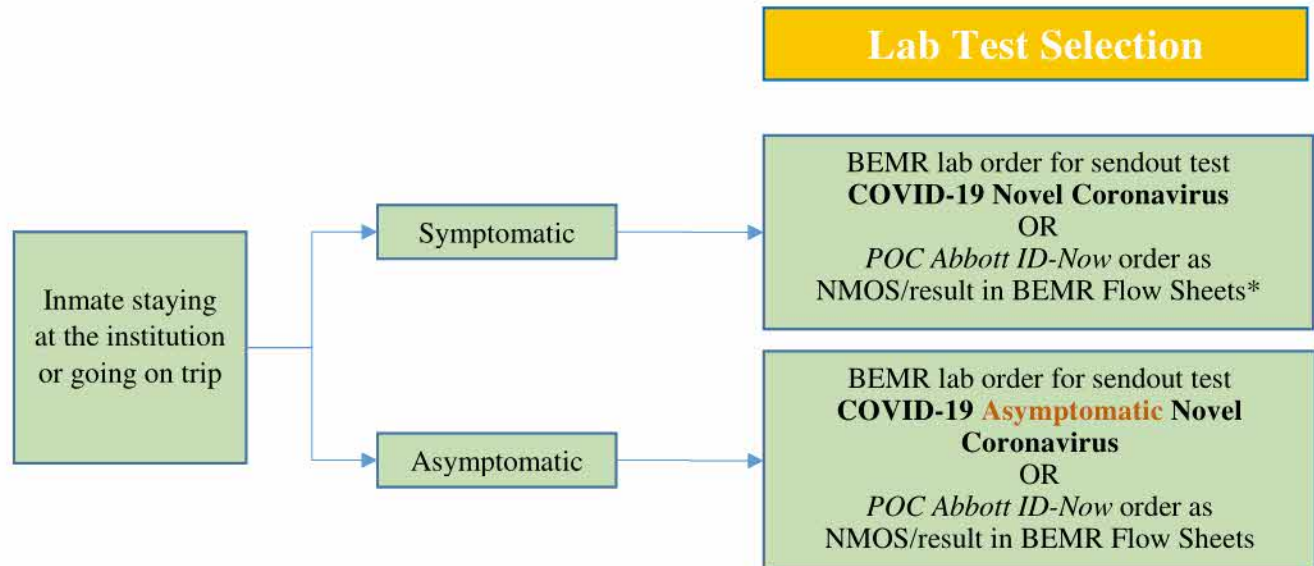 Lab Test Selection
Inmate staying
at the institution
or going on trip
Symptomatic
BEMR lab order for sendout test
COVID-19 Novel Coronavirus
OR
POC Abbott ID-Now order as
NMOS/result in BEMR Flow Sheets*
Asymptomatic
BEMR lab order for sendout test
COVID-19 Asymptomatic Novel
Coronavirus
OR
POC Abbott ID-Now order as
NMOS/result in BEMR Flow Sheets